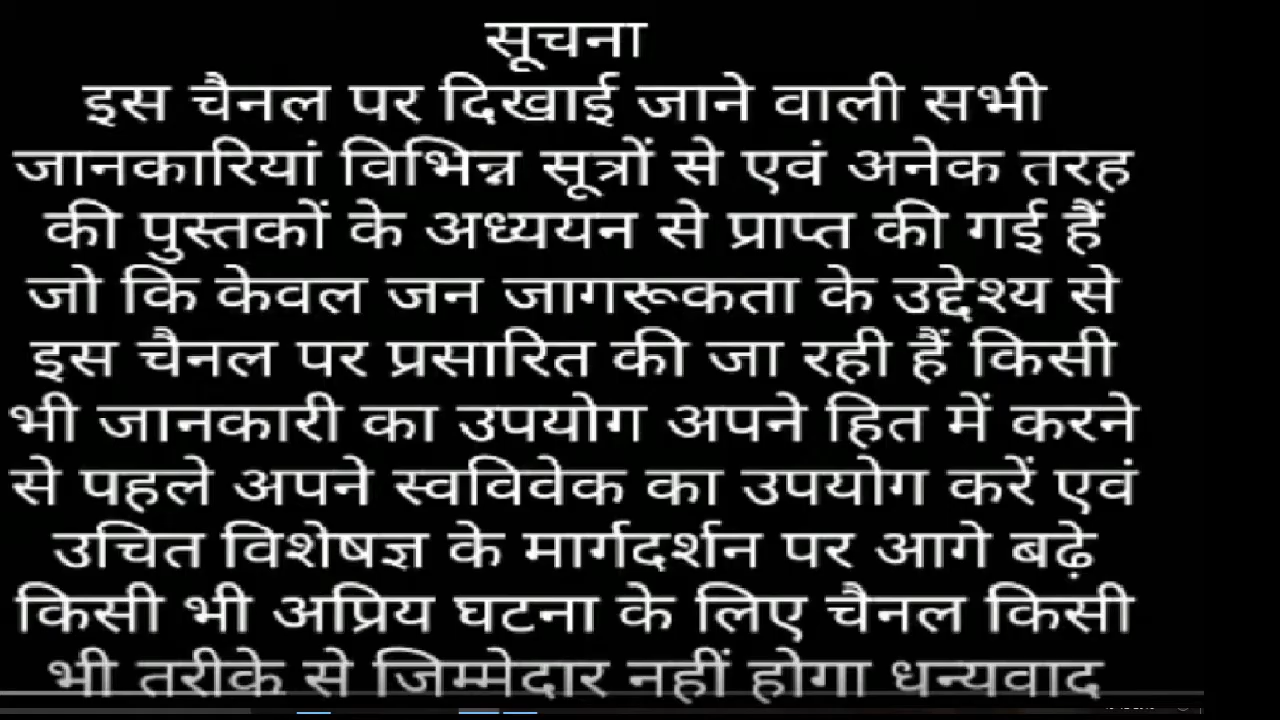 सूचना
इस चैनल पर दिखाई जाने वाली सभी
जानकारियां विभिन्न सूत्रों से एवं अनेक तरह
की पुस्तकों के अध्ययन से प्राप्त की गई हैं
जो कि केवल जन जागरूकता के उद्देश्य से
इस चैनल पर प्रसारित की जा रही हैं किसी
भी जानकारी का उपयोग अपने हित में करने
से पहले अपने स्वविवेक का उपयोग करें एवं
उचित विशेषज्ञ के मार्गदर्शन पर आगे बढ़े
किसी भी अप्रिय घटना के लिए चैनल किसी
भी तरीके से जिम्मेदार नहीं होगा धन्यवाद